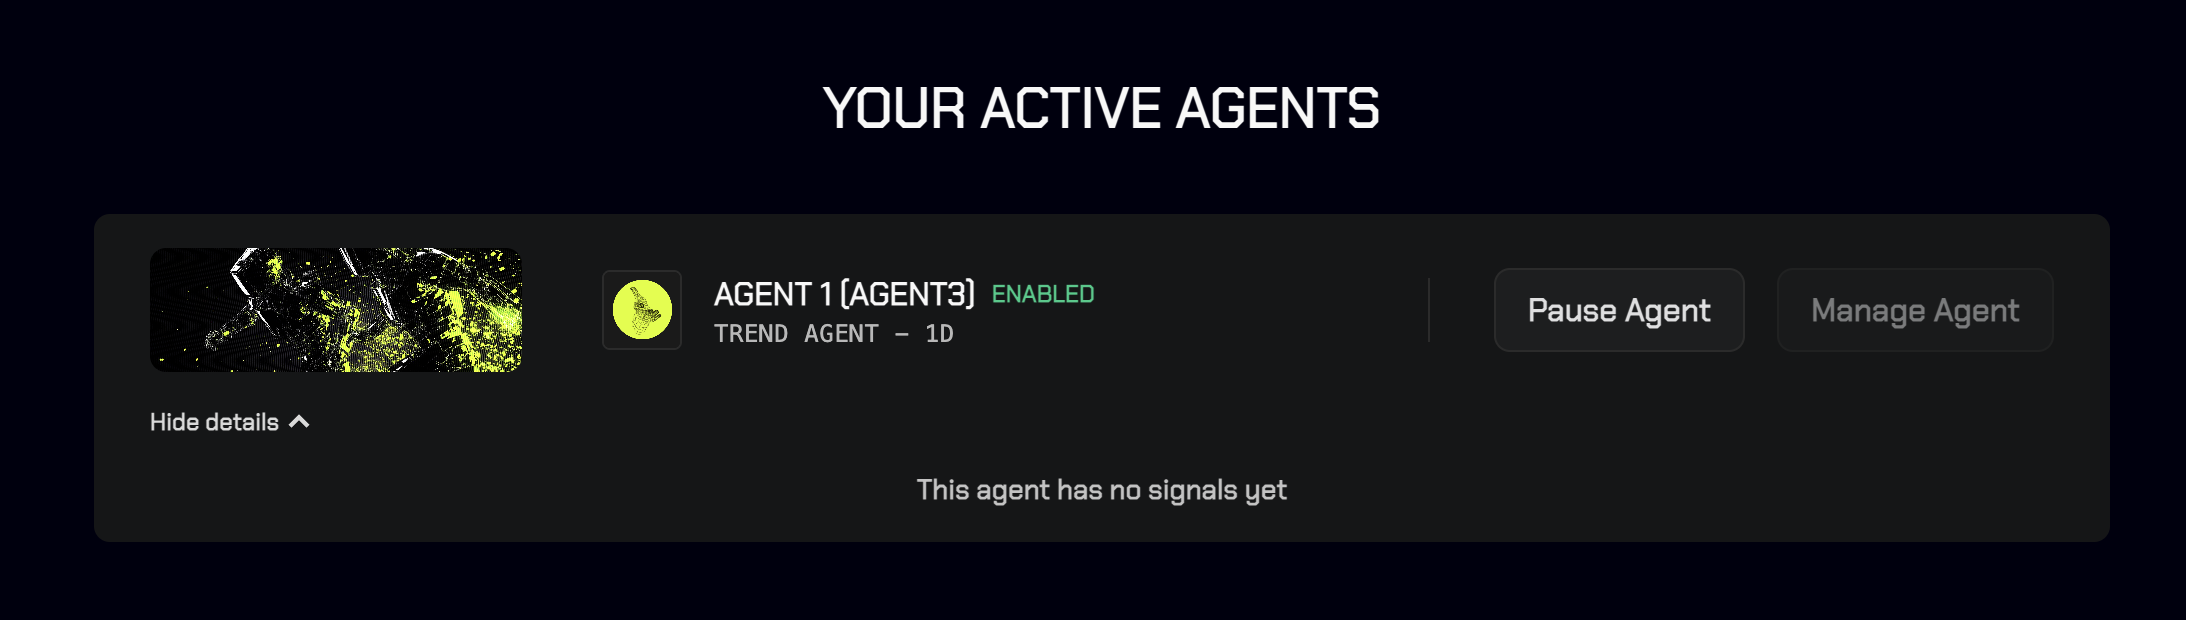 YOUR ACTIVE AGENTS
AGENT 1 (AGENT3) ENABLED
TREND AGENT – 1D
Pause Agent
Manage Agent
Hide details
This agent has no signals yet